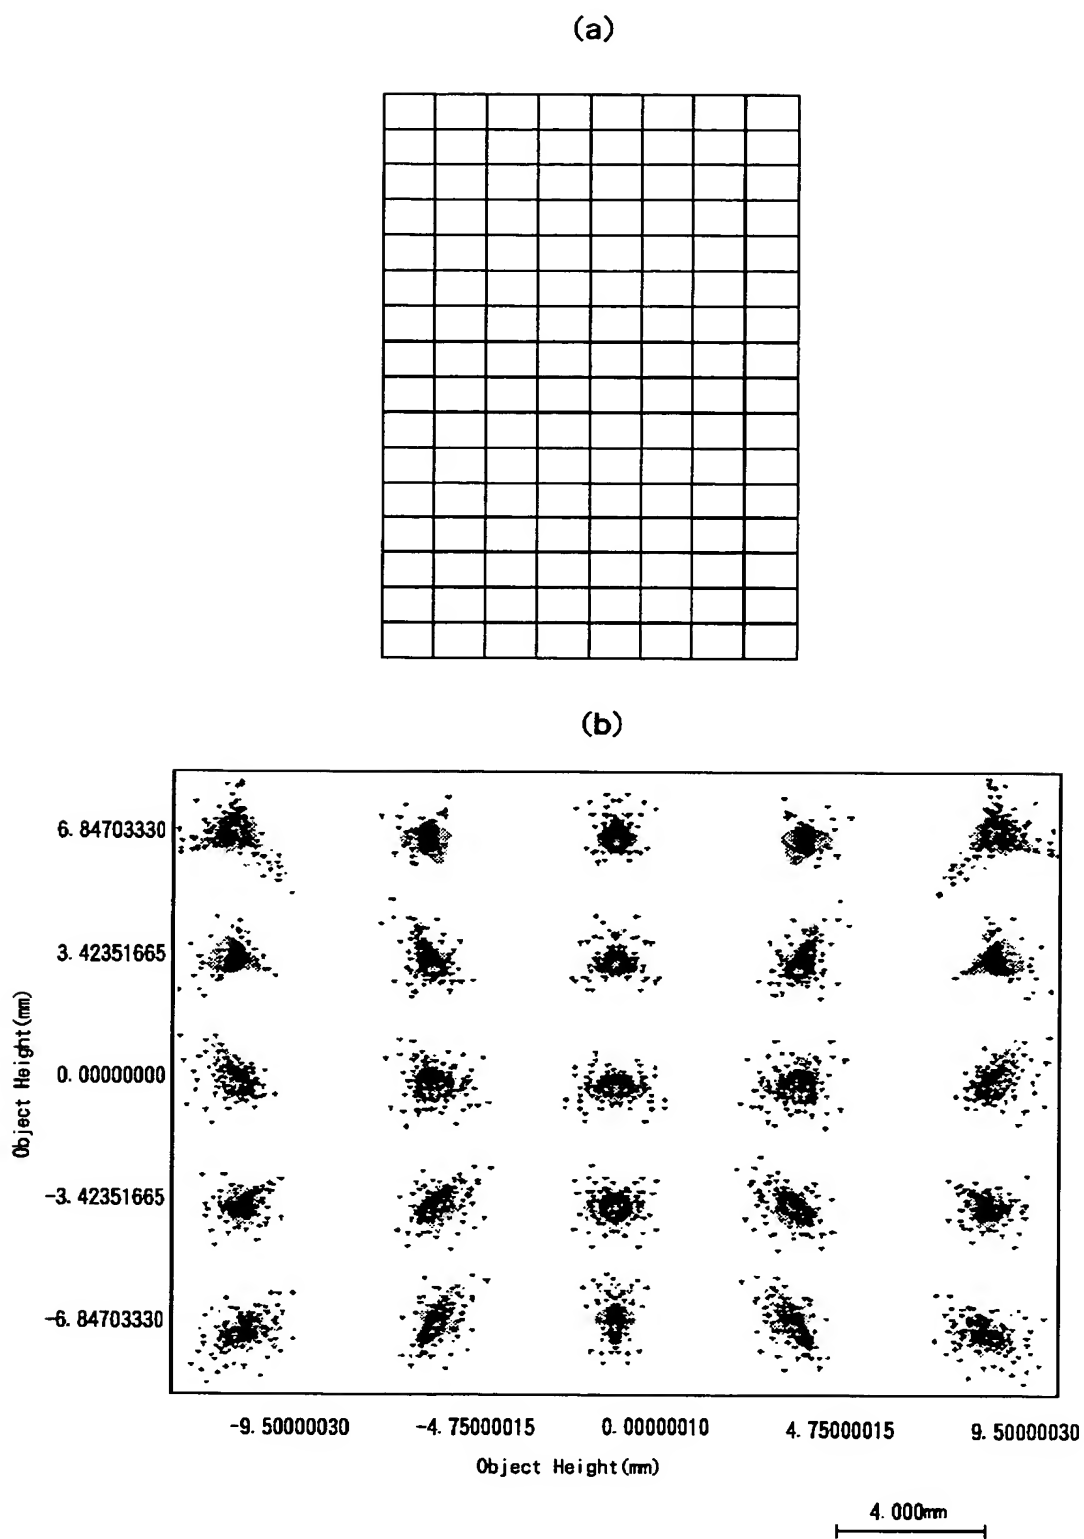 (a)
(b)
6. 84703330
3. 42351665
0. 00000000
-3. 42351665
-6. 84703330
Object Height(mm)
-9. 50000030 -4. 75000015 0. 00000010 4. 75000015 9. 50000030
Object Height(mm)
4. 000mm